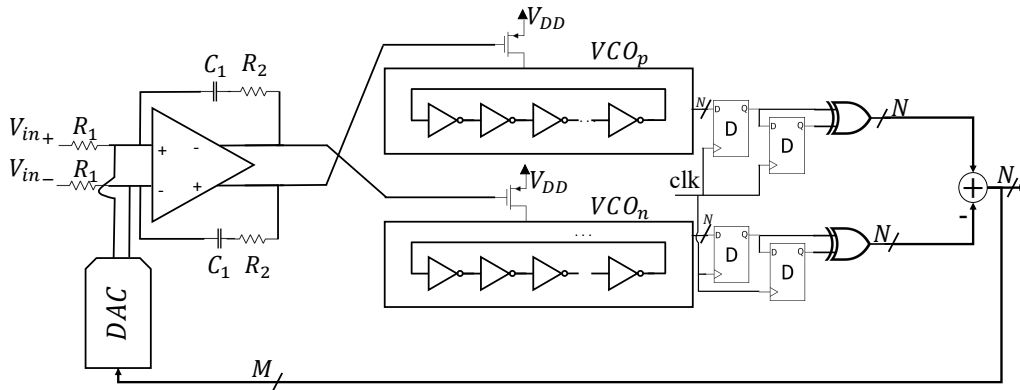 V_DD
VCO_p
C_1 R_2
N
D Q
D
D Q
D
N
V_in+ R_1
+ -
V_in- R_1
- +
V_DD
clk
+
N
-
VCO_n
N
D Q
D
D Q
D
N
C_1 R_2
DAC
M